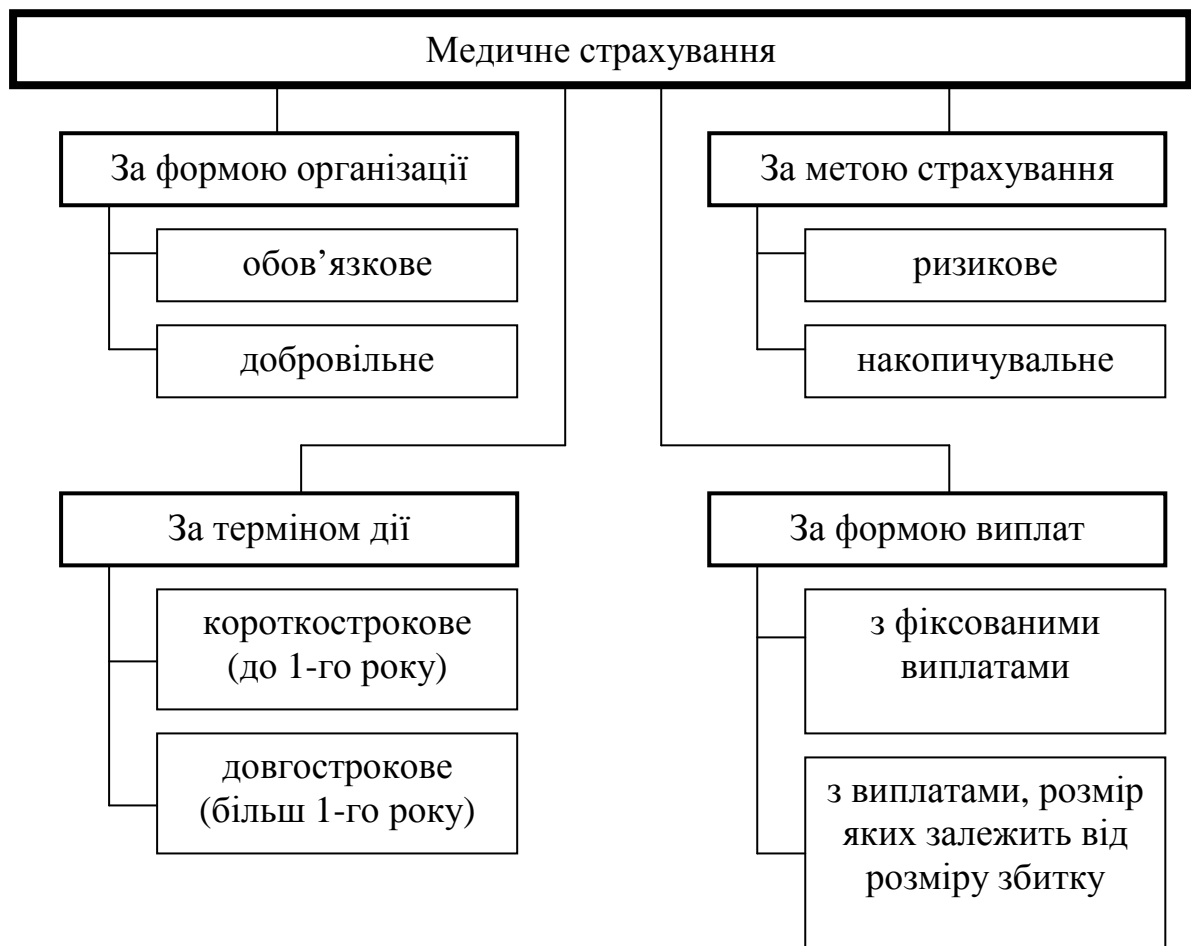 Медичне страхування
За формою організації
обов’язкове
добровільне
За метою страхування
ризикове
накопичувальне
За терміном дії
короткострокове
(до 1-го року)
довгострокове
(більш 1-го року)
За формою виплат
з фіксованими
виплатами
з виплатами, розмір
яких залежить від
розміру збитку